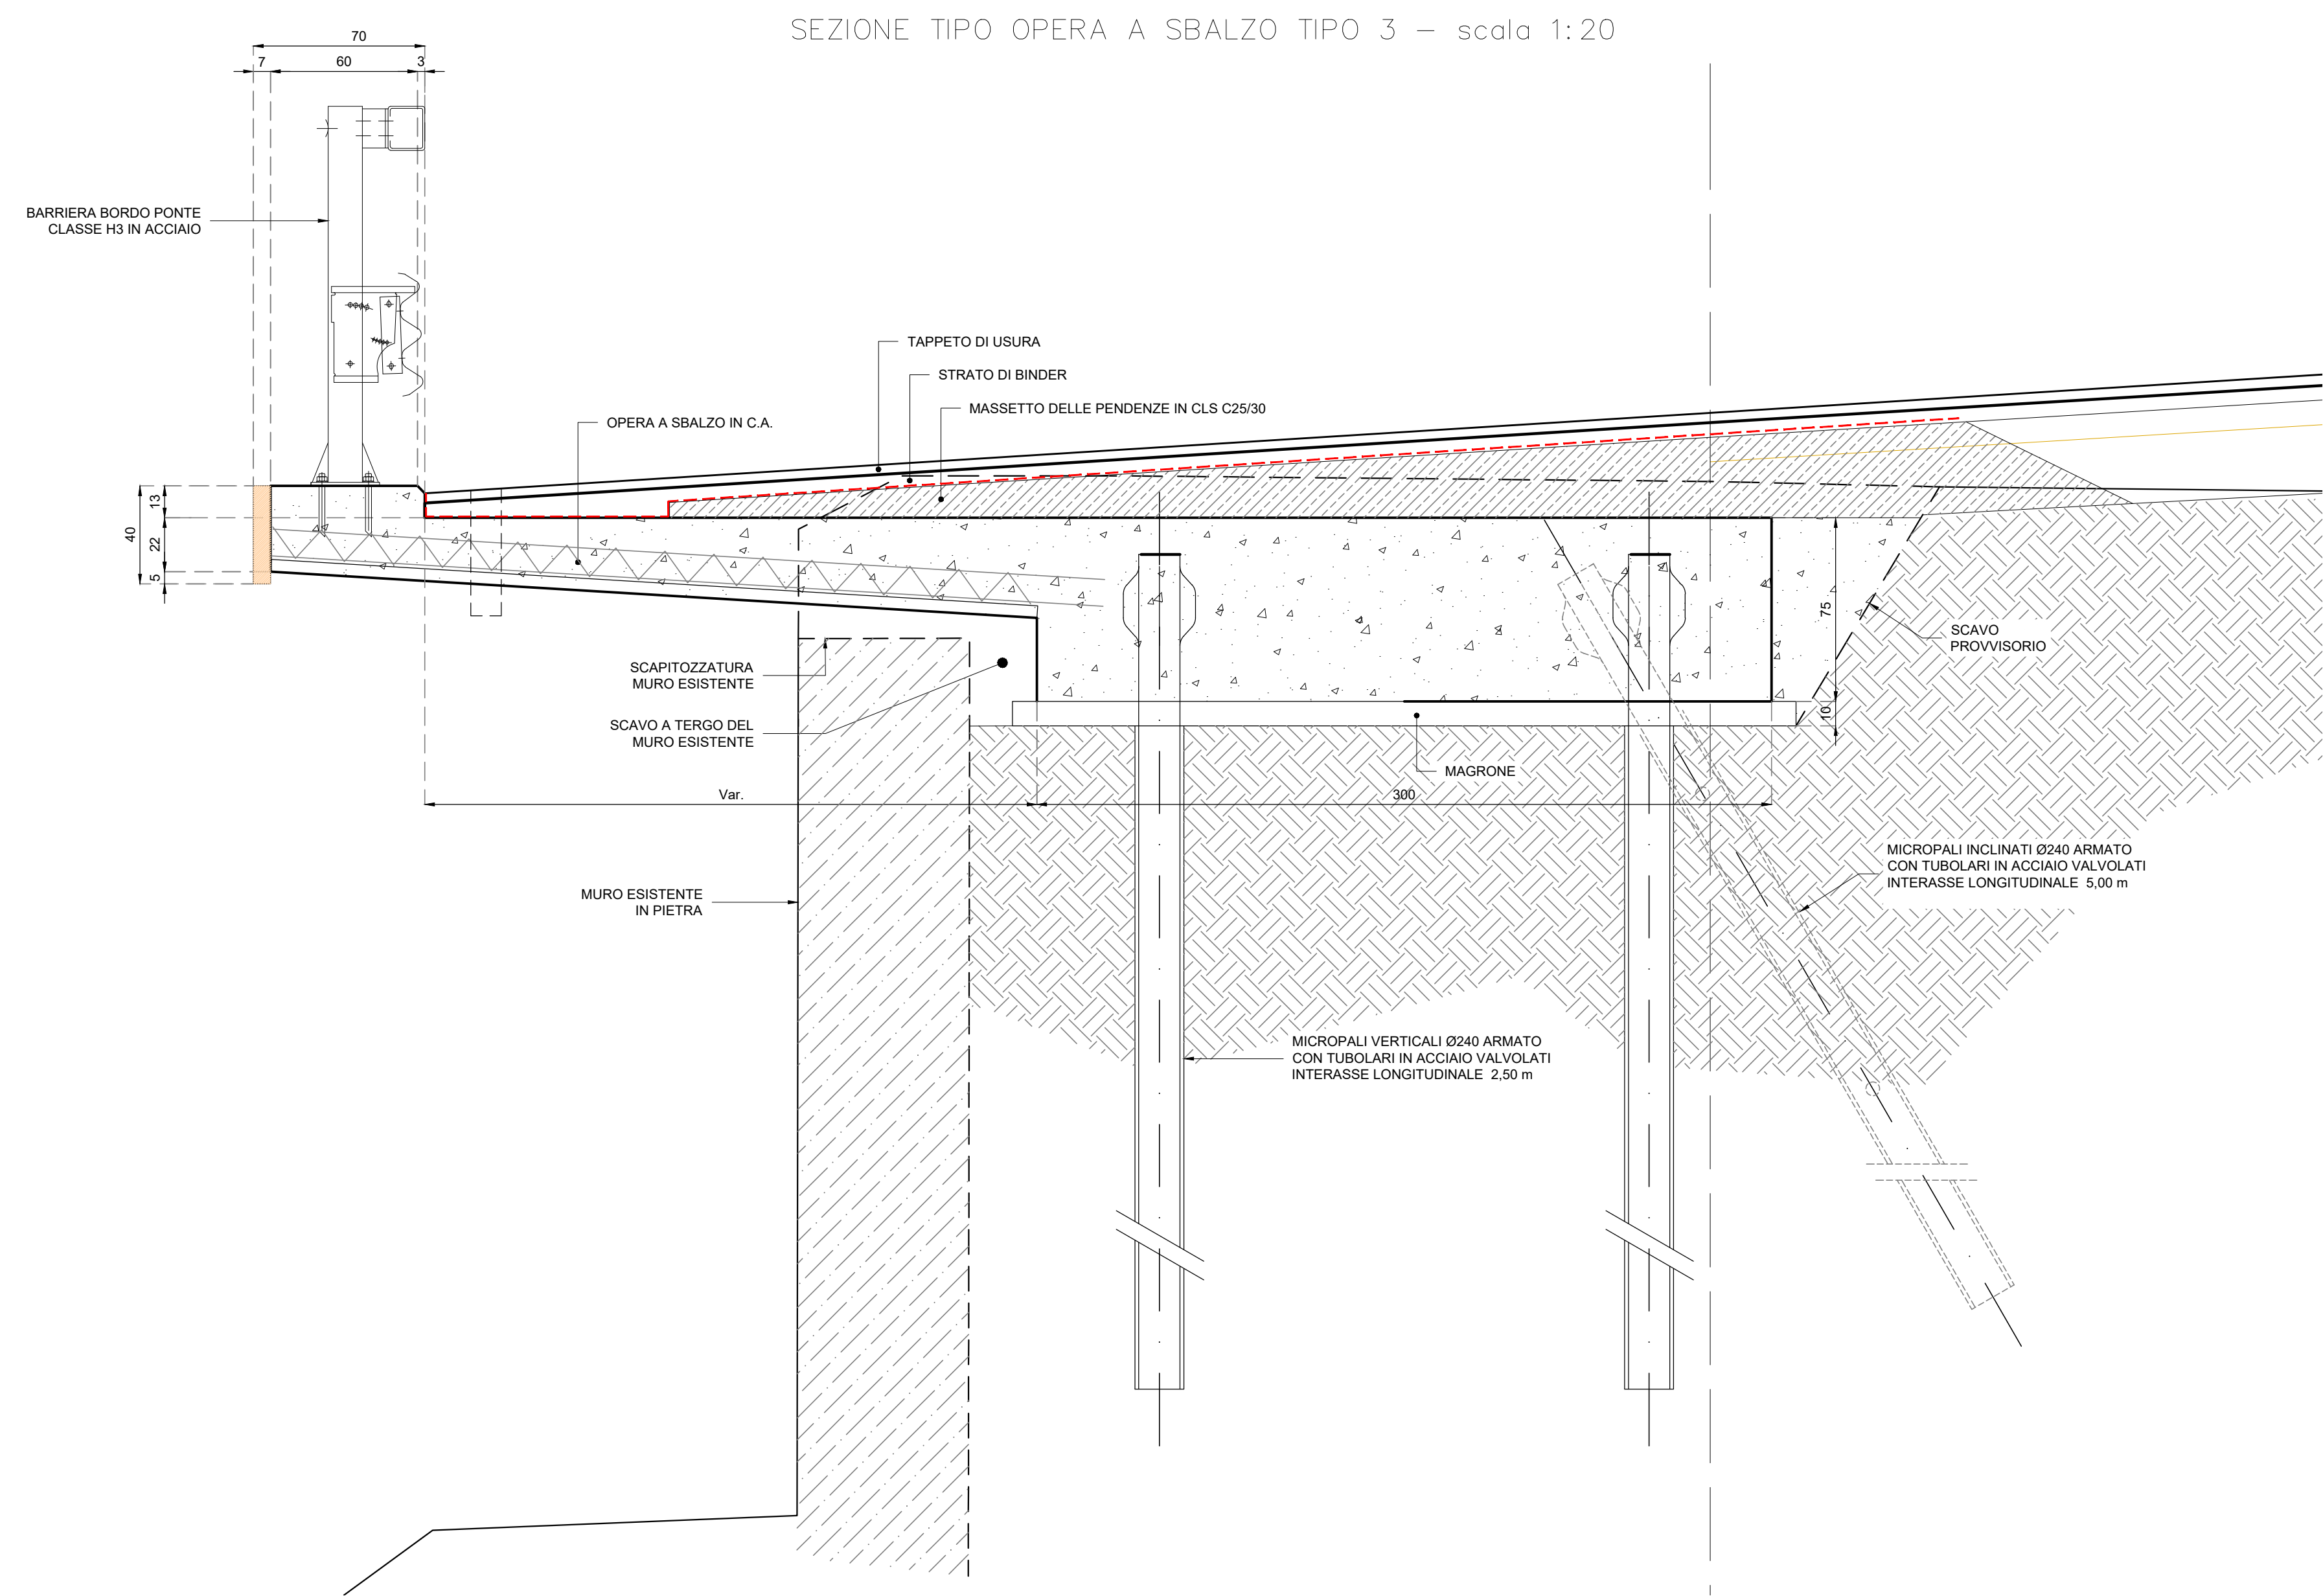 SEZIONE TIPO OPERA A SBALZO TIPO 3 – scala 1:20
70
7
60
3
BARRIERA BORDO PONTE
CLASSE H3 IN ACCIAIO
TAPPETO DI USURA
STRATO DI BINDER
MASSETTO DELLE PENDENZE IN CLS C25/30
OPERA A SBALZO IN C.A.
40
13
22
5
75
10
SCAVO
PROVVISORIO
SCAPITOZZATURA
MURO ESISTENTE
SCAVO A TERGO DEL
MURO ESISTENTE
MAGRONE
Var.
300
MICROPALI INCLINATI Ø240 ARMATO
CON TUBOLARI IN ACCIAIO VALVOLATI
INTERASSE LONGITUDINALE 5,00 m
MURO ESISTENTE
IN PIETRA
MICROPALI VERTICALI Ø240 ARMATO
CON TUBOLARI IN ACCIAIO VALVOLATI
INTERASSE LONGITUDINALE 2,50 m